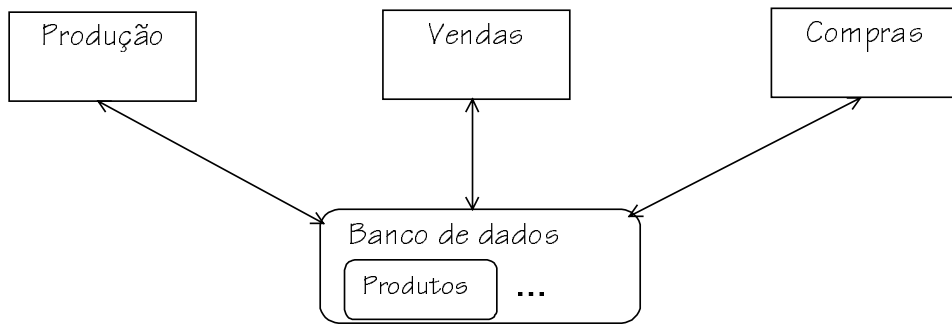 Produção
Vendas
Compras
Banco de dados
Produtos ...